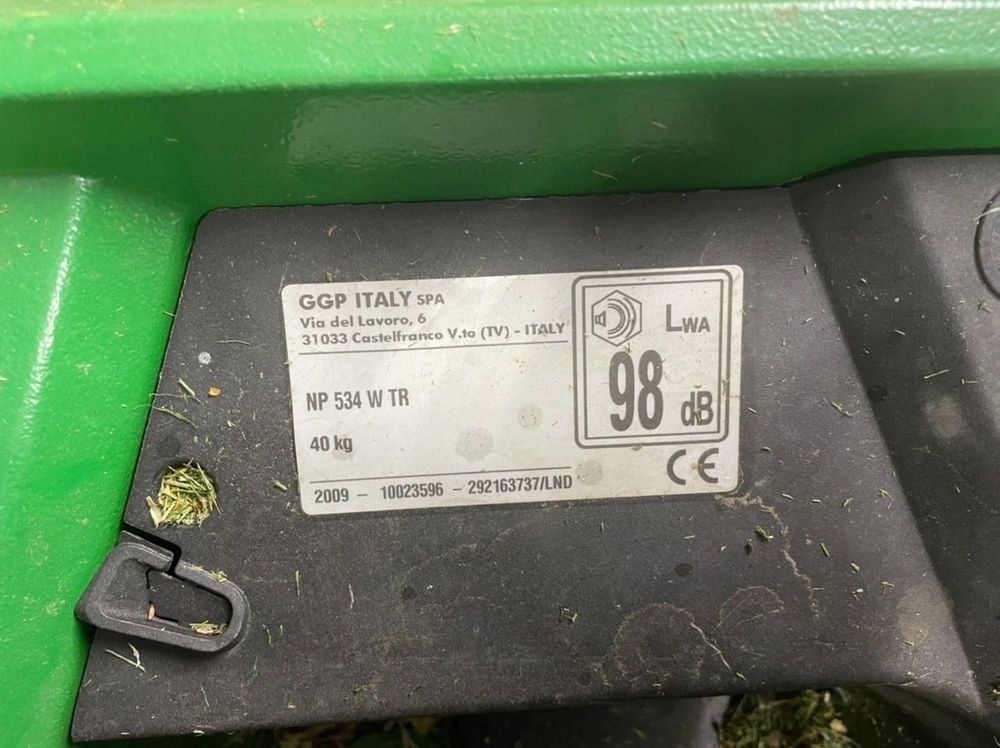 GGP ITALY SPA
Via del Lavoro, 6
31033 Castelfranco V.to (TV) - ITALY
NP 534 W TR
40 kg
2009 - 10023596 - 292163737/LND
LWA
98 dB
CE